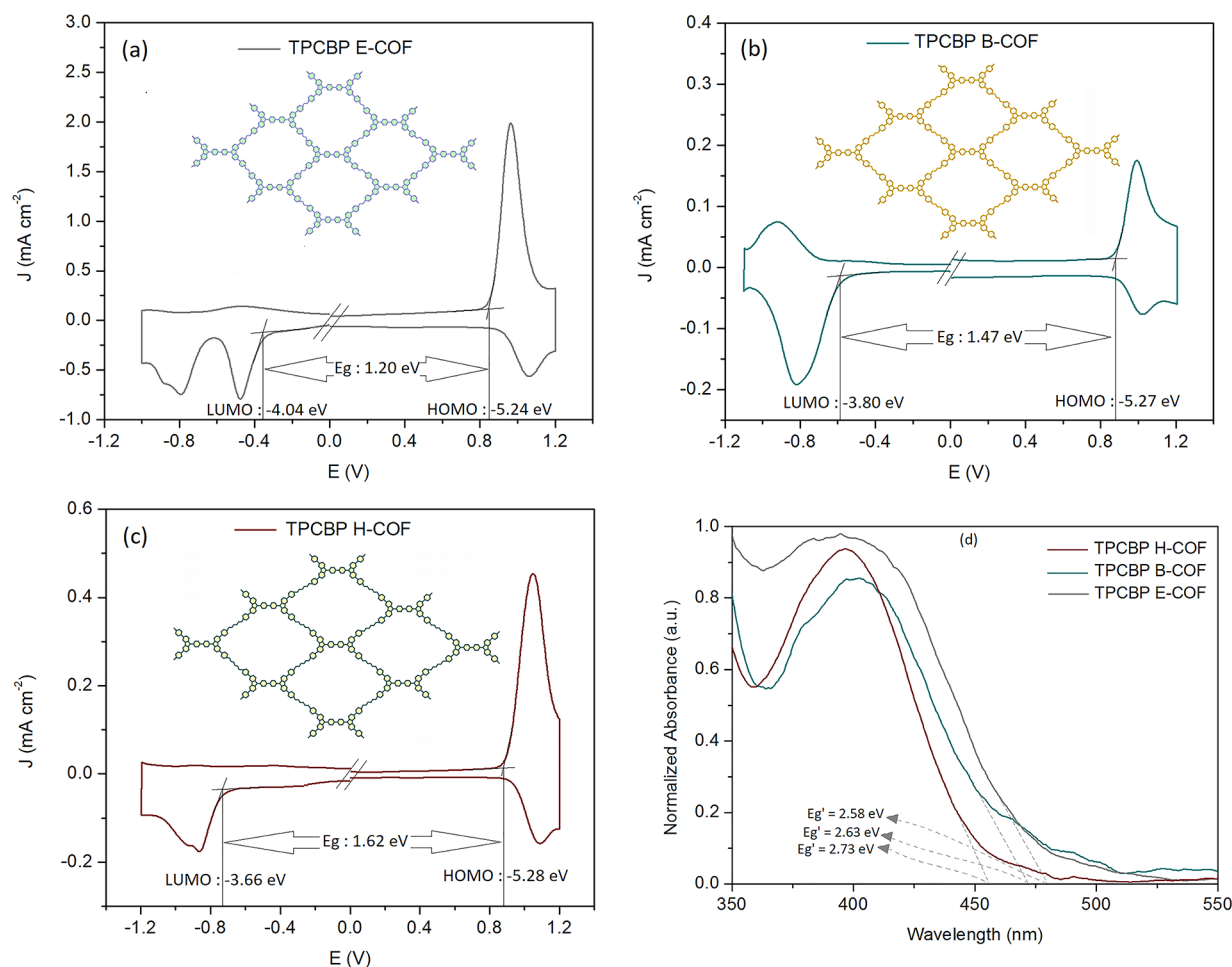 (a)
TPCBP E-COF
3.0
2.5
2.0
1.5
1.0
0.5
0.0
-0.5
-1.0
J (mA cm⁻²)
Eg : 1.20 eV
LUMO : -4.04 eV
HOMO : -5.24 eV
-1.2 -0.8 -0.4 0.0 0.4 0.8 1.2
E (V)
(b)
TPCBP B-COF
0.4
0.3
0.2
0.1
0.0
-0.1
-0.2
J (mA cm⁻²)
Eg : 1.47 eV
LUMO : -3.80 eV
HOMO : -5.27 eV
-1.2 -0.8 -0.4 0.0 0.4 0.8 1.2
E (V)
(c)
TPCBP H-COF
0.6
0.4
0.2
0.0
-0.2
J (mA cm⁻²)
Eg : 1.62 eV
LUMO : -3.66 eV
HOMO : -5.28 eV
-1.2 -0.8 -0.4 0.0 0.4 0.8 1.2
E (V)
(d)
TPCBP H-COF
TPCBP B-COF
TPCBP E-COF
1.0
0.8
0.6
0.4
0.2
0.0
Normalized Absorbance (a.u.)
Eg' = 2.58 eV
Eg' = 2.63 eV
Eg' = 2.73 eV
350 400 450 500 550
Wavelength (nm)